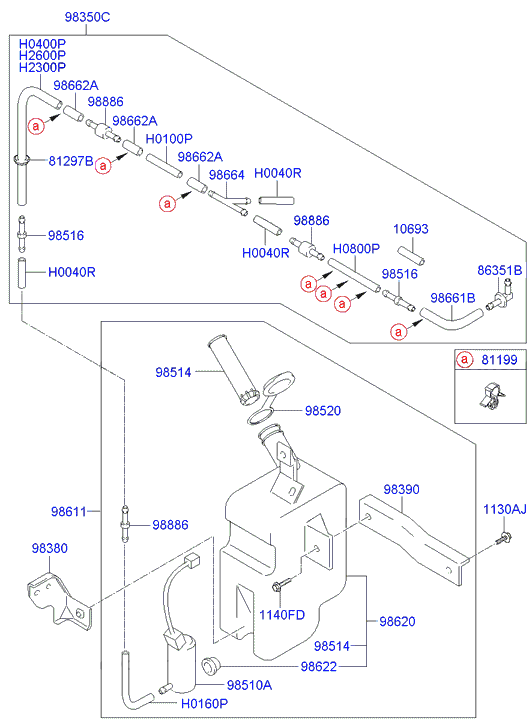 98350C
H0400P
H2600P
H2300P
98662A
98886
98662A
a
H0100P
a
81297B
98662A
98664
H0040R
a
98886
10693
98516
H0040R
H0800P
H0040R
98516
86351B
a
a
a
98661B
a
a 81199
98514
98520
98390
98611
1130AJ
98886
98380
1140FD
98620
98514
98622
98510A
H0160P